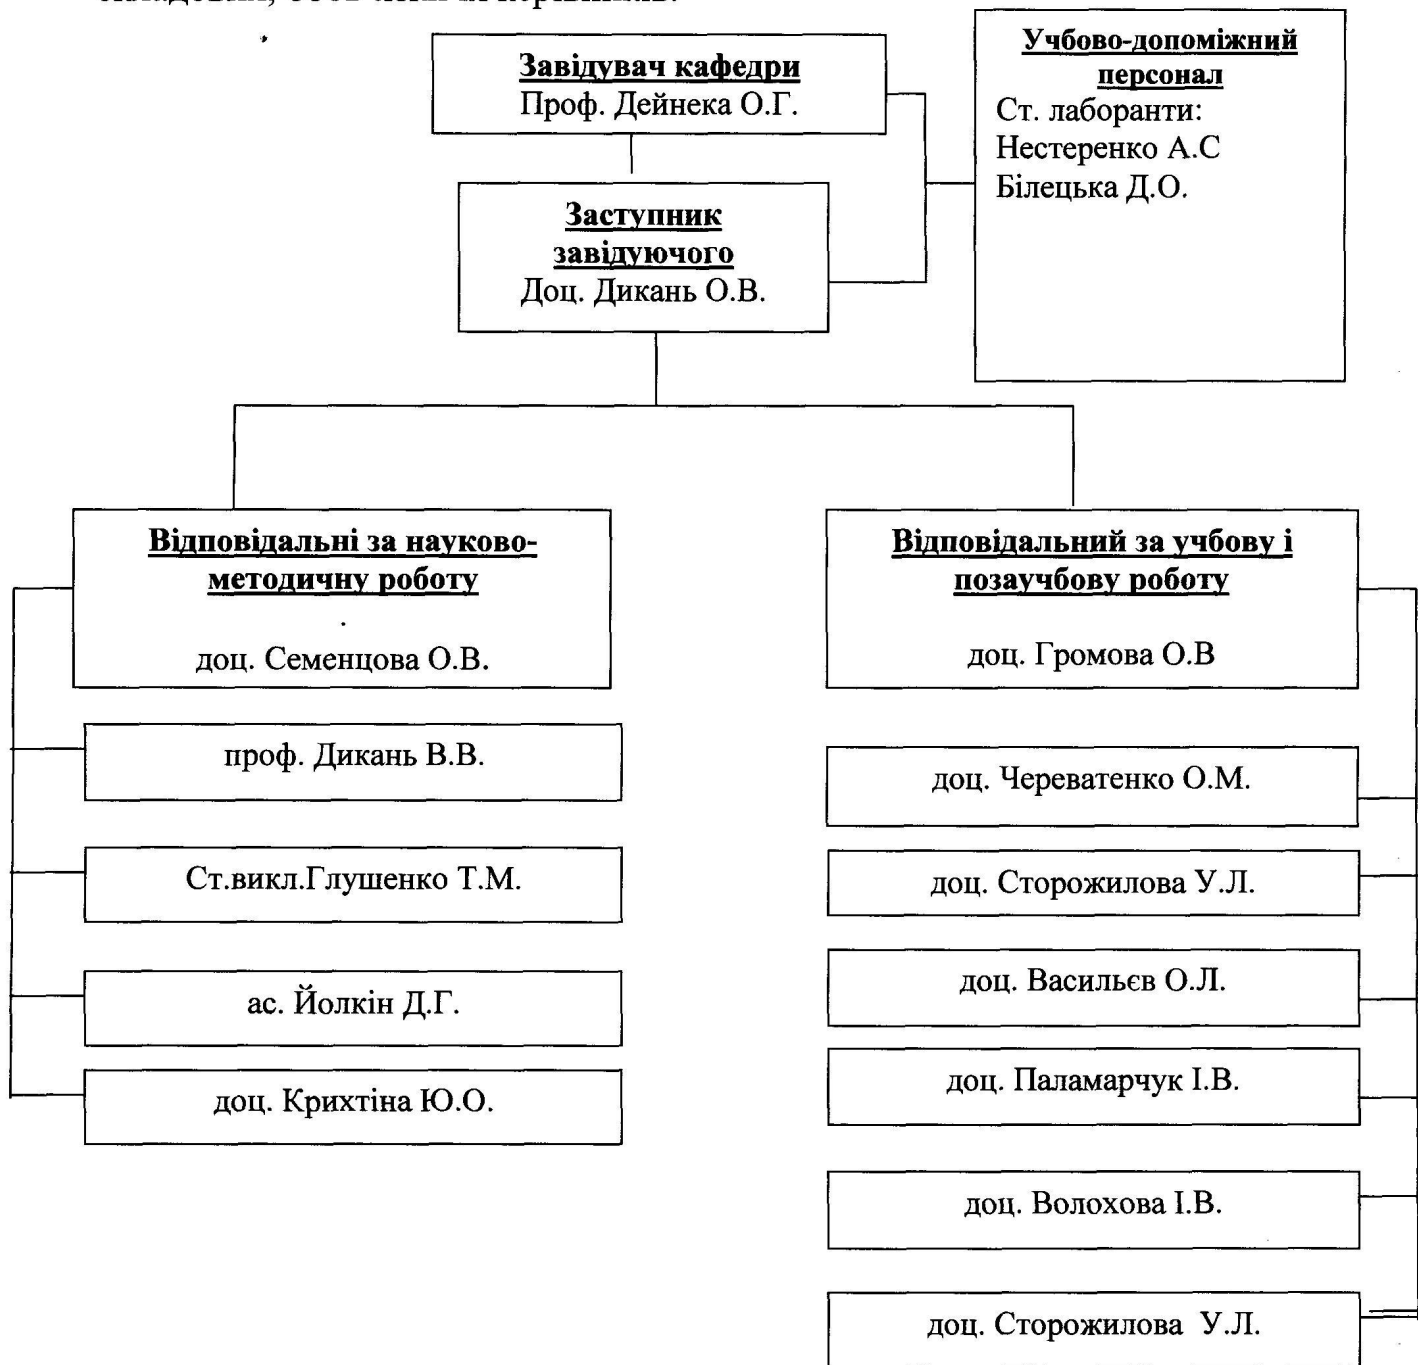 Завідувач кафедри
Проф. Дейнека О.Г.
Учбово-допоміжний
персонал
Ст. лаборанти:
Нестеренко А.С
Білецька Д.О.
Заступник
завідуючого
Доц. Дикань О.В.
Відповідальні за науково-
методичну роботу
доц. Семенцова О.В.
проф. Дикань В.В.
Ст.викл.Глушенко Т.М.
ас. Йолкін Д.Г.
доц. Крихтіна Ю.О.
Відповідальний за учбову і
позаучбову роботу
доц. Громова О.В
доц. Череватенко О.М.
доц. Сторожилова У.Л.
доц. Васильєв О.Л.
доц. Паламарчук І.В.
доц. Волохова І.В.
доц. Сторожилова У.Л.